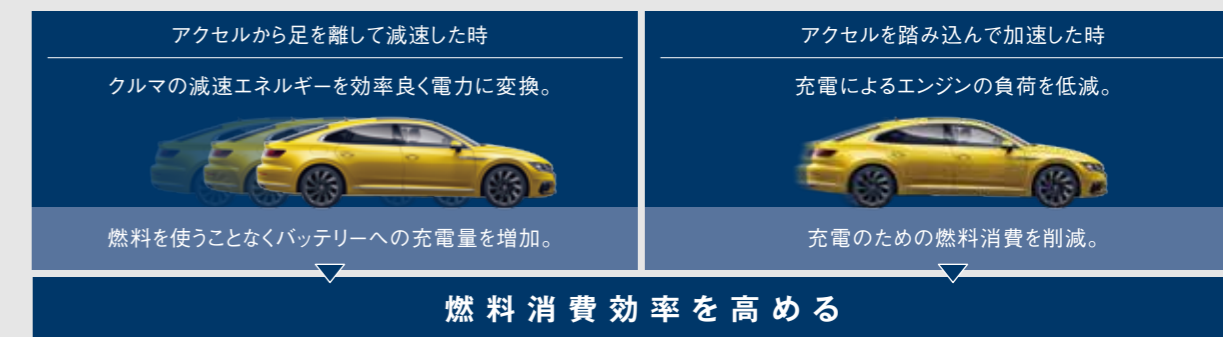 アクセルから足を離して減速した時
クルマの減速エネルギーを効率良く電力に変換。
燃料を使うことなくバッテリーへの充電量を増加。
アクセルを踏み込んで加速した時
充電によるエンジンの負荷を低減。
充電のための燃料消費を削減。
燃料消費効率を高める